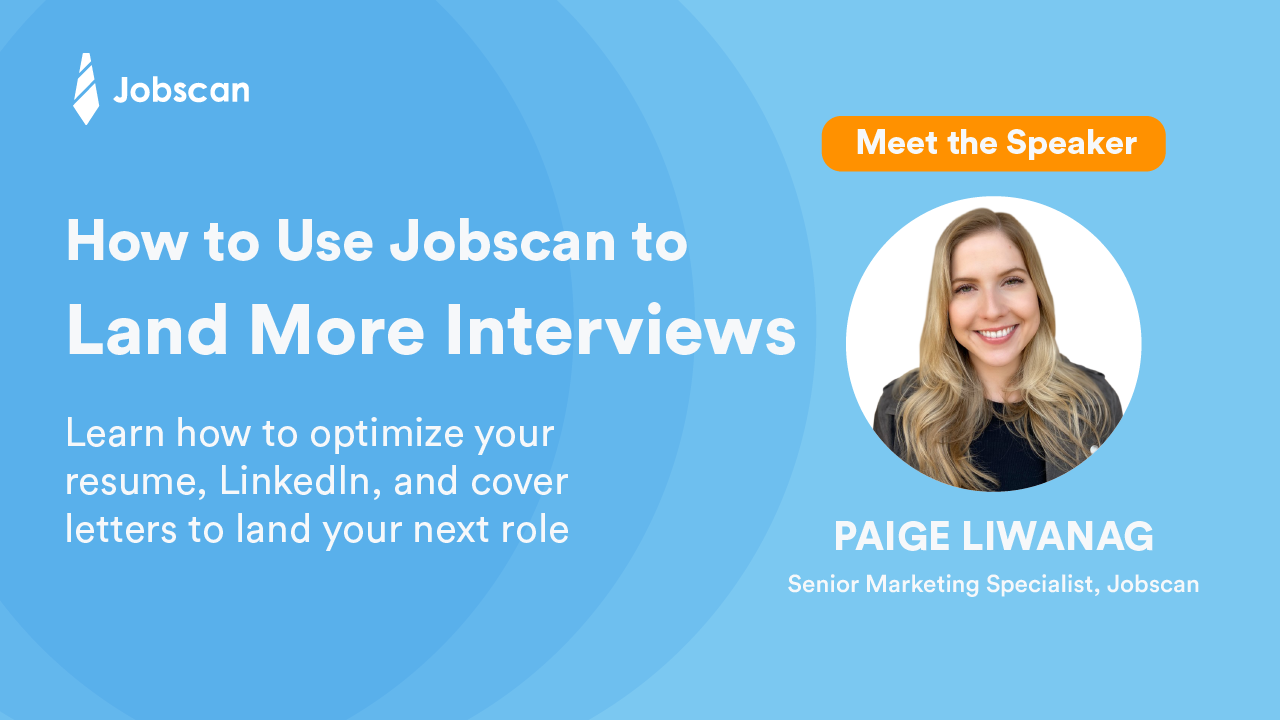 Jobscan
How to Use Jobscan to
Land More Interviews
Learn how to optimize your
resume, LinkedIn, and cover
letters to land your next role
Meet the Speaker
PAIGE LIWANAG
Senior Marketing Specialist, Jobscan